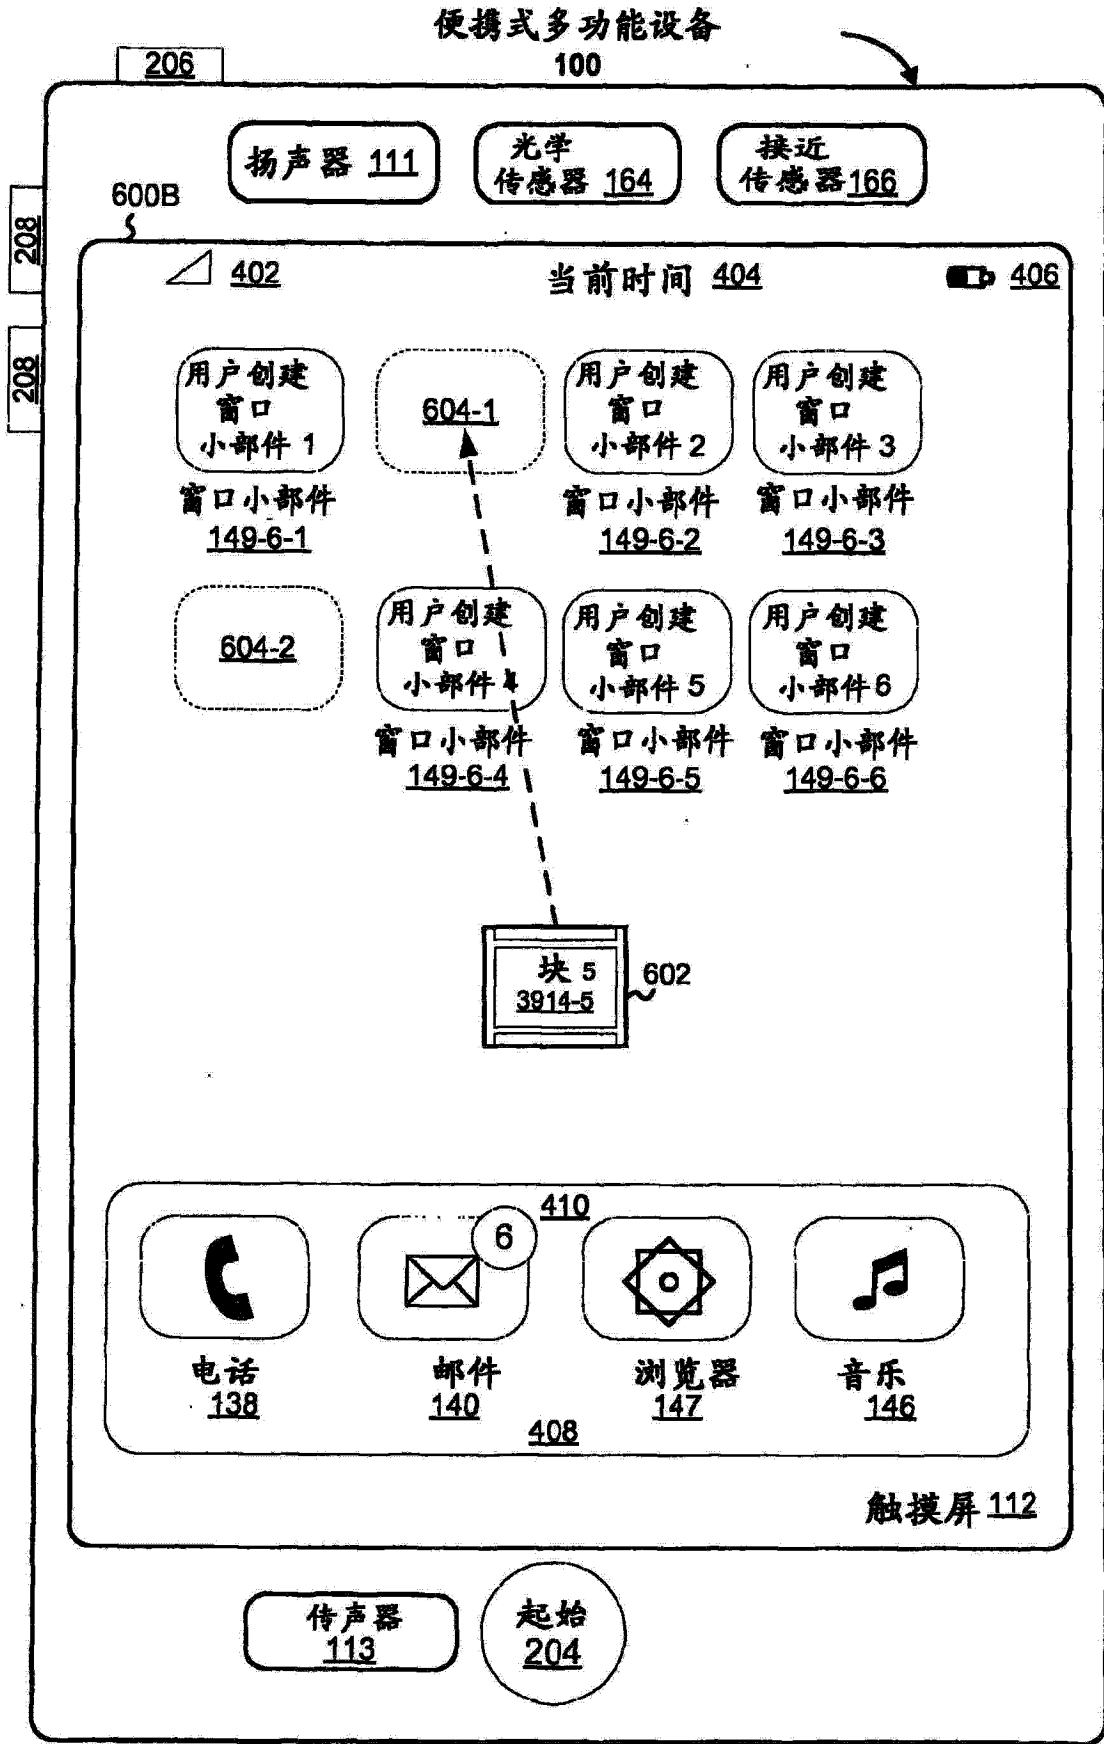 便携式多功能设备
100
206
扬声器 111
光学
传感器 164
接近
传感器 166
600B
208
208
402
当前时间 404
406
用户创建
窗口
小部件 1
窗口小部件
149-6-1
604-1
用户创建
窗口
小部件 2
窗口小部件
149-6-2
用户创建
窗口
小部件 3
窗口小部件
149-6-3
604-2
用户创建
窗口
小部件 4
窗口小部件
149-6-4
用户创建
窗口
小部件 5
窗口小部件
149-6-5
用户创建
窗口
小部件 6
窗口小部件
149-6-6
块 5
3914-5
602
410
6
电话
138
邮件
140
浏览器
147
音乐
146
408
触摸屏 112
传声器
113
起始
204